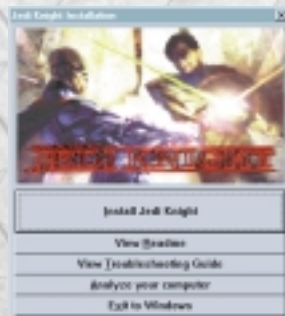 Jedi Knight Installation
Install Jedi Knight
View Readme
View Troubleshooting Guide
Analyze your computer
Exit to Windows